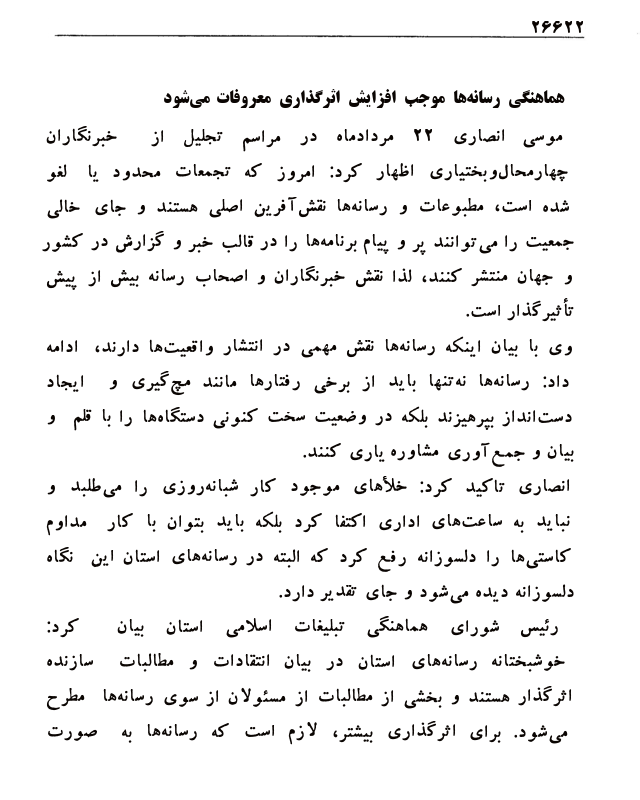 ۲۶۶۲۲
هماهنگی رسانه‌ها موجب افزایش اثرگذاری معروفات می‌شود
موسی انصاری ۲۲ مردادماه در مراسم تجلیل از خبرنگاران
چهارمحال‌وبختیاری اظهار کرد: امروز که تجمعات محدود یا لغو
شده است، مطبوعات و رسانه‌ها نقش‌آفرین اصلی هستند و جای خالی
جمعیت را می‌توانند پر و پیام برنامه‌ها را در قالب خبر و گزارش در کشور
و جهان منتشر کنند، لذا نقش خبرنگاران و اصحاب رسانه بیش از پیش
تأثیرگذار است.
وی با بیان اینکه رسانه‌ها نقش مهمی در انتشار واقعیت‌ها دارند، ادامه
داد: رسانه‌ها نه‌تنها باید از برخی رفتارها مانند مچ‌گیری و ایجاد
دست‌انداز بپرهیزند بلکه در وضعیت سخت کنونی دستگاه‌ها را با قلم و
بیان و جمع‌آوری مشاوره یاری کنند.
انصاری تاکید کرد: خلأهای موجود کار شبانه‌روزی را می‌طلبد و
نباید به ساعت‌های اداری اکتفا کرد بلکه باید بتوان با کار مداوم
کاستی‌ها را دلسوزانه رفع کرد که البته در رسانه‌های استان این نگاه
دلسوزانه دیده می‌شود و جای تقدیر دارد.
رئیس شورای هماهنگی تبلیغات اسلامی استان بیان کرد:
خوشبختانه رسانه‌های استان در بیان انتقادات و مطالبات سازنده
اثرگذار هستند و بخشی از مطالبات از مسئولان از سوی رسانه‌ها مطرح
می‌شود. برای اثرگذاری بیشتر، لازم است که رسانه‌ها به صورت